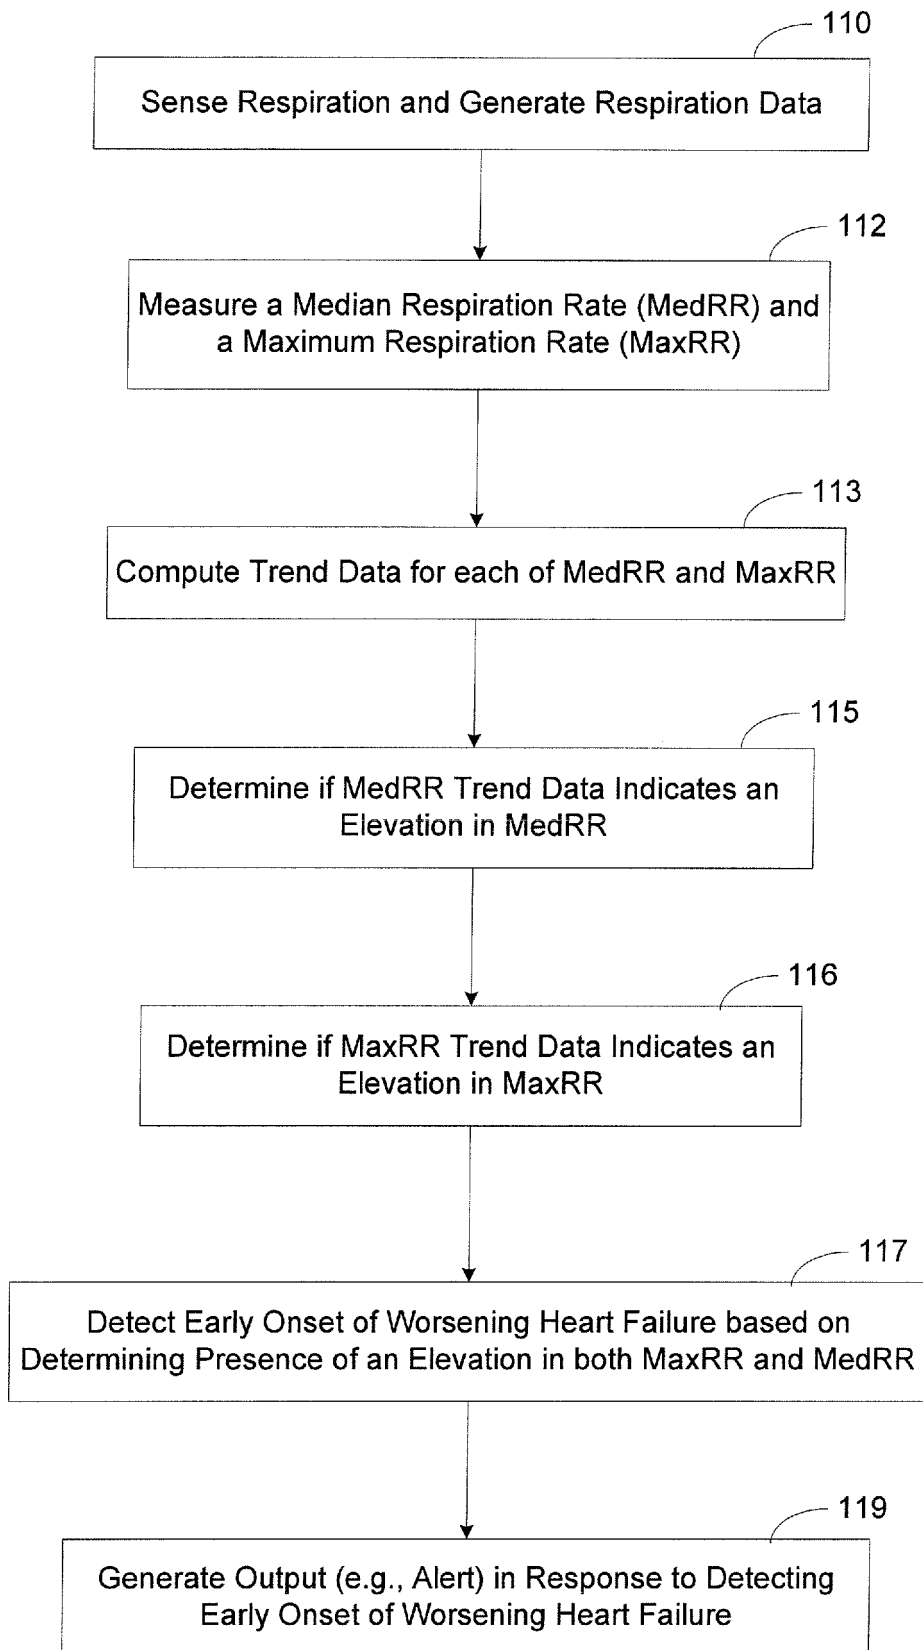 110
Sense Respiration and Generate Respiration Data
112
Measure a Median Respiration Rate (MedRR) and
a Maximum Respiration Rate (MaxRR)
113
Compute Trend Data for each of MedRR and MaxRR
115
Determine if MedRR Trend Data Indicates an
Elevation in MedRR
116
Determine if MaxRR Trend Data Indicates an
Elevation in MaxRR
117
Detect Early Onset of Worsening Heart Failure based on
Determining Presence of an Elevation in both MaxRR and MedRR
119
Generate Output (e.g., Alert) in Response to Detecting
Early Onset of Worsening Heart Failure